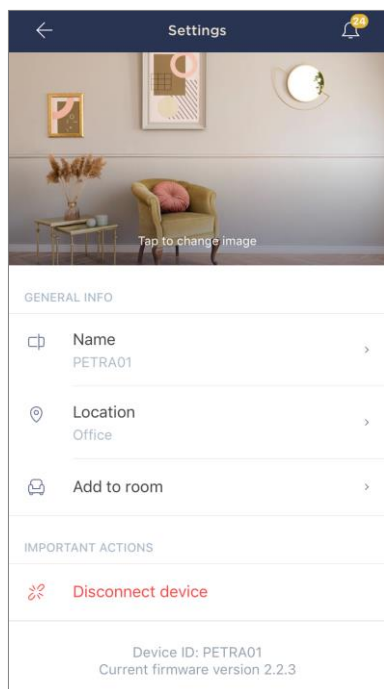 Settings
24
Tap to change image
GENERAL INFO
Name
PETRA01
Location
Office
Add to room
IMPORTANT ACTIONS
Disconnect device
Device ID: PETRA01
Current firmware version 2.2.3